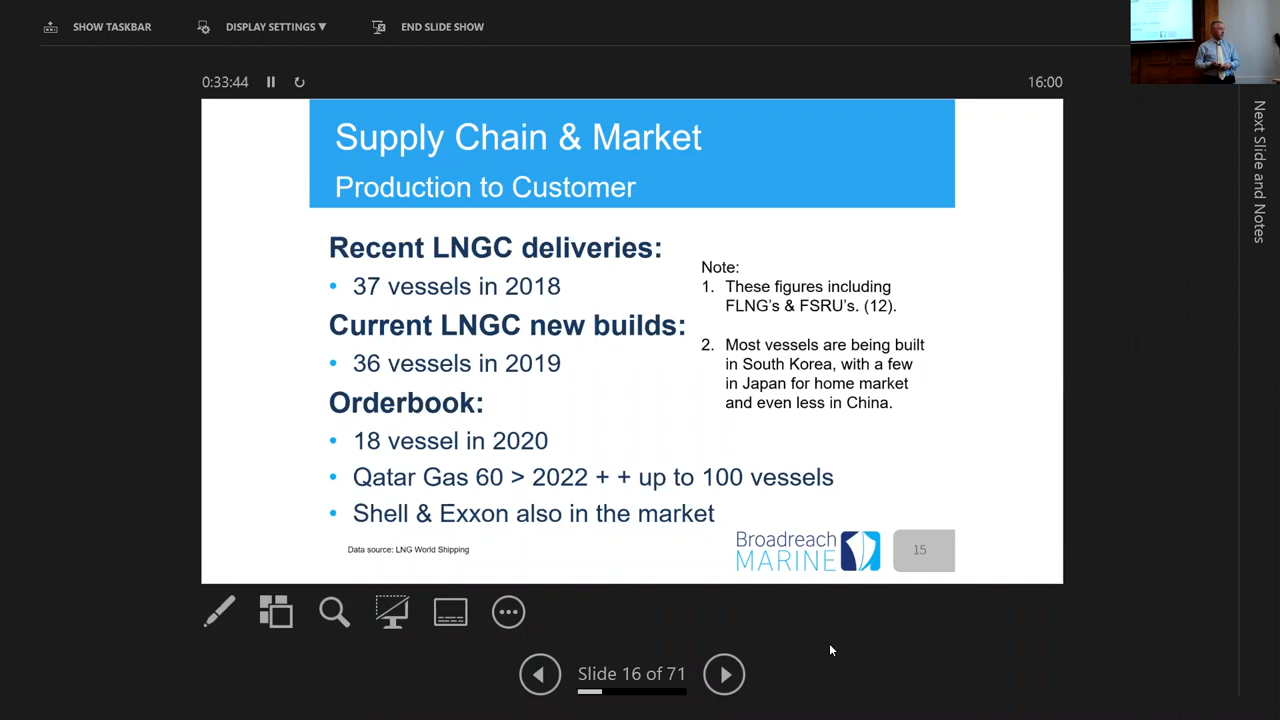 SHOW TASKBAR
DISPLAY SETTINGS ▼
END SLIDE SHOW
0:33:44
16:00
Supply Chain & Market
Production to Customer
Recent LNGC deliveries:
• 37 vessels in 2018
Current LNGC new builds:
• 36 vessels in 2019
Orderbook:
• 18 vessel in 2020
• Qatar Gas 60 > 2022 + + up to 100 vessels
• Shell & Exxon also in the market
Note:
1. These figures including
FLNG's & FSRU's. (12).
2. Most vessels are being built
in South Korea, with a few
in Japan for home market
and even less in China.
Data source: LNG World Shipping
Broadreach
MARINE
15
Slide 16 of 71
Next Slide and Notes